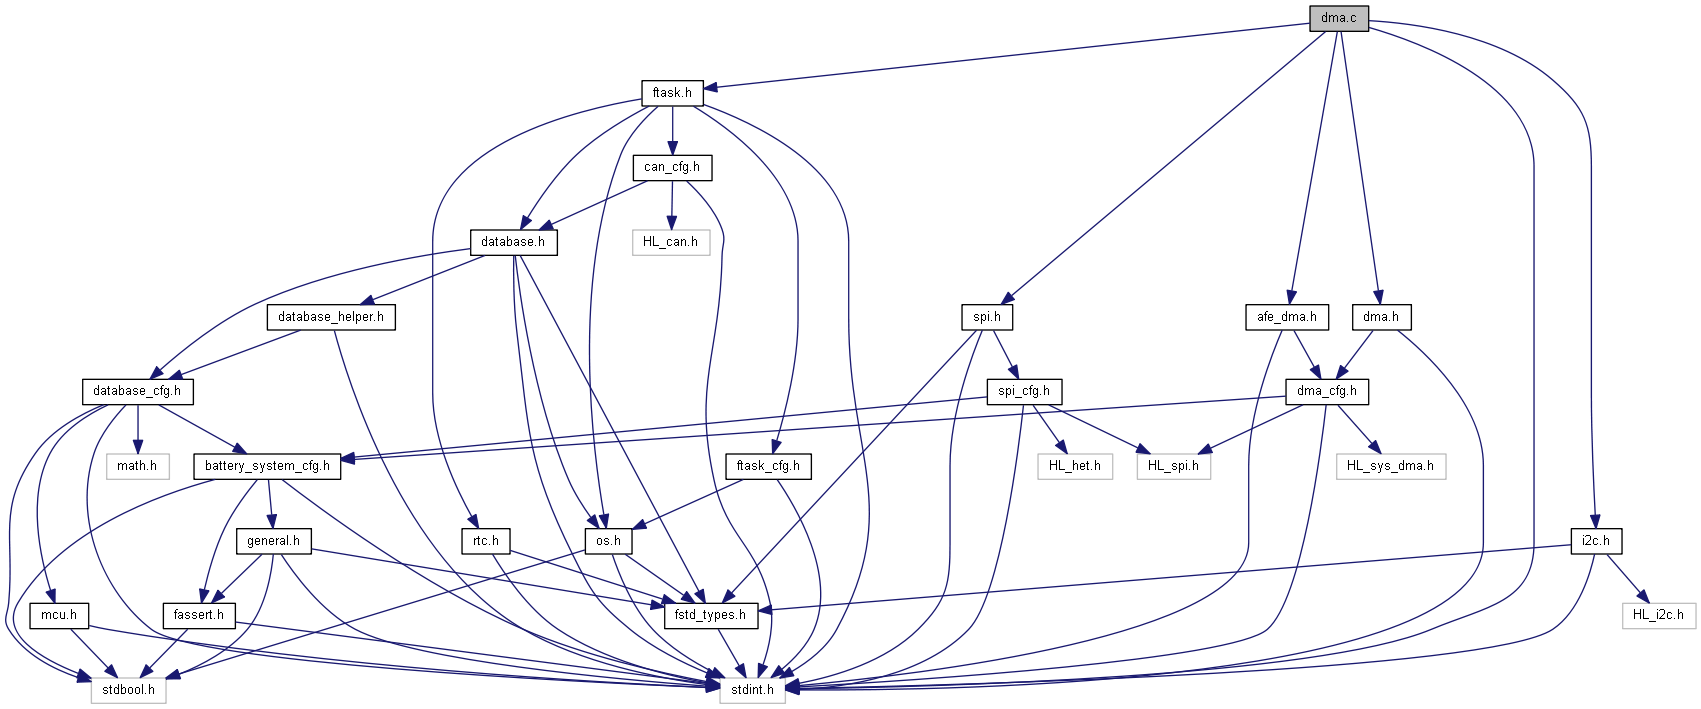 dma.c
ftask.h
can_cfg.h
database.h
HL_can.h
database_helper.h
spi.h
afe_dma.h
dma.h
database_cfg.h
spi_cfg.h
dma_cfg.h
math.h
battery_system_cfg.h
ftask_cfg.h
HL_het.h
HL_spi.h
HL_sys_dma.h
general.h
rtc.h
os.h
i2c.h
mcu.h
fassert.h
fstd_types.h
HL_i2c.h
stdbool.h
stdint.h